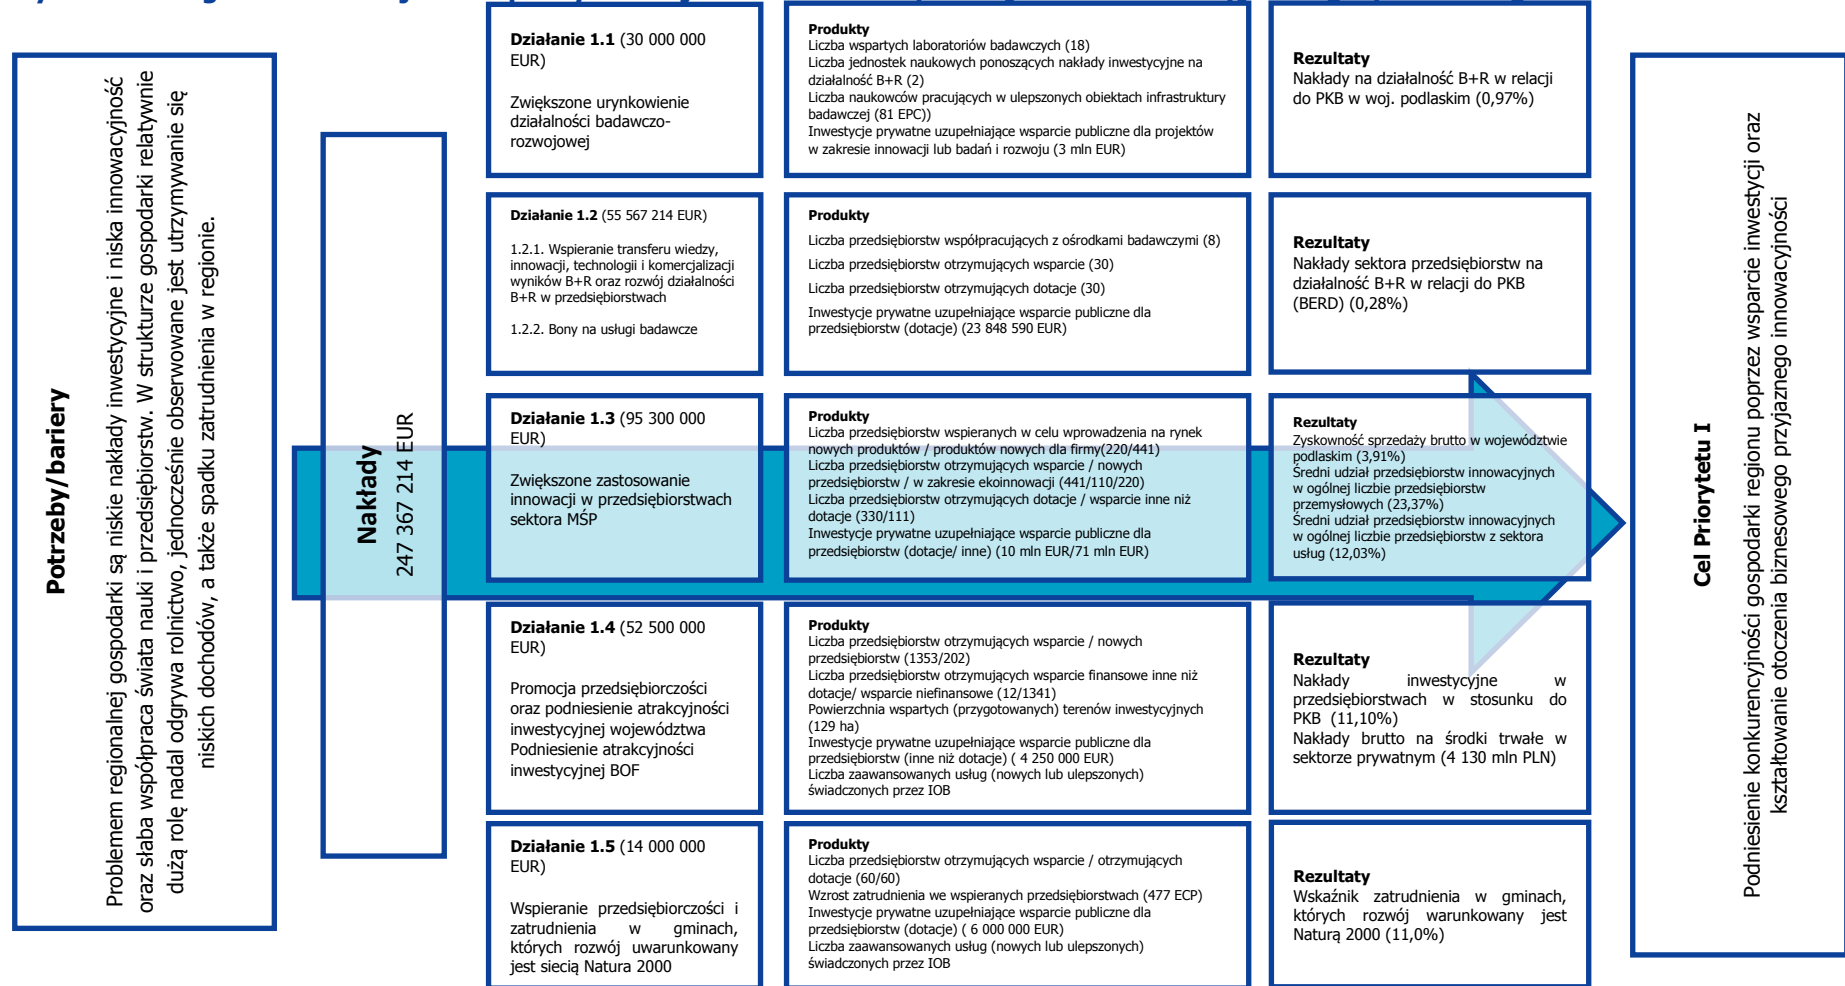 Potrzeby/bariery
Problemem regionalnej gospodarki są niskie nakłady inwestycyjne i niska innowacyjność
oraz słaba współpraca świata nauki i przedsiębiorstw. W strukturze gospodarki relatywnie
dużą rolę nadal odgrywa rolnictwo, jednocześnie obserwowane jest utrzymywanie się
niskich dochodów, a także spadku zatrudnienia w regionie.
Nakłady
247 367 214 EUR
Działanie 1.1 (30 000 000
EUR)
Zwiększone urynkowienie
działalności badawczo-
rozwojowej
Produkty
Liczba wspartych laboratoriów badawczych (18)
Liczba jednostek naukowych ponoszących nakłady inwestycyjne na
działalność B+R (2)
Liczba naukowców pracujących w ulepszonych obiektach infrastruktury
badawczej (81 EPC))
Inwestycje prywatne uzupełniające wsparcie publiczne dla projektów
w zakresie innowacji lub badań i rozwoju (3 mln EUR)
Rezultaty
Nakłady na działalność B+R w relacji
do PKB w woj. podlaskim (0,97%)
Działanie 1.2 (55 567 214 EUR)
1.2.1. Wspieranie transferu wiedzy,
innowacji, technologii i komercjalizacji
wyników B+R oraz rozwój działalności
B+R w przedsiębiorstwach
1.2.2. Bony na usługi badawcze
Produkty
Liczba przedsiębiorstw współpracujących z ośrodkami badawczymi (8)
Liczba przedsiębiorstw otrzymujących wsparcie (30)
Liczba przedsiębiorstw otrzymujących dotacje (30)
Inwestycje prywatne uzupełniające wsparcie publiczne dla
przedsiębiorstw (dotacje) (23 848 590 EUR)
Rezultaty
Nakłady sektora przedsiębiorstw na
działalność B+R w relacji do PKB
(BERD) (0,28%)
Działanie 1.3 (95 300 000
EUR)
Zwiększone zastosowanie
innowacji w przedsiębiorstwach
sektora MŚP
Produkty
Liczba przedsiębiorstw wspieranych w celu wprowadzenia na rynek
nowych produktów / produktów nowych dla firmy(220/441)
Liczba przedsiębiorstw otrzymujących wsparcie / nowych
przedsiębiorstw / w zakresie ekoinnowacji (441/110/220)
Liczba przedsiębiorstw otrzymujących dotacje / wsparcie inne niż
dotacje (330/111)
Inwestycje prywatne uzupełniające wsparcie publiczne dla
przedsiębiorstw (dotacje/ inne) (10 mln EUR/71 mln EUR)
Rezultaty
Zyskowność sprzedaży brutto w województwie
podlaskim (3,91%)
Średni udział przedsiębiorstw innowacyjnych
w ogólnej liczbie przedsiębiorstw
przemysłowych (23,37%)
Średni udział przedsiębiorstw innowacyjnych
w ogólnej liczbie przedsiębiorstw z sektora
usług (12,03%)
Działanie 1.4 (52 500 000
EUR)
Promocja przedsiębiorczości
oraz podniesienie atrakcyjności
inwestycyjnej województwa
Podniesienie atrakcyjności
inwestycyjnej BOF
Produkty
Liczba przedsiębiorstw otrzymujących wsparcie / nowych
przedsiębiorstw (1353/202)
Liczba przedsiębiorstw otrzymujących wsparcie finansowe inne niż
dotacje/ wsparcie niefinansowe (12/1341)
Powierzchnia wspartych (przygotowanych) terenów inwestycyjnych
(129 ha)
Inwestycje prywatne uzupełniające wsparcie publiczne dla
przedsiębiorstw (inne niż dotacje) ( 4 250 000 EUR)
Liczba zaawansowanych usług (nowych lub ulepszonych)
świadczonych przez IOB
Rezultaty
Nakłady inwestycyjne w
przedsiębiorstwach w stosunku do
PKB (11,10%)
Nakłady brutto na środki trwałe w
sektorze prywatnym (4 130 mln PLN)
Działanie 1.5 (14 000 000
EUR)
Wspieranie przedsiębiorczości i
zatrudnienia w gminach,
których rozwój uwarunkowany
jest siecią Natura 2000
Produkty
Liczba przedsiębiorstw otrzymujących wsparcie / otrzymujących
dotacje (60/60)
Wzrost zatrudnienia we wspieranych przedsiębiorstwach (477 ECP)
Inwestycje prywatne uzupełniające wsparcie publiczne dla
przedsiębiorstw (dotacje) ( 6 000 000 EUR)
Liczba zaawansowanych usług (nowych lub ulepszonych)
świadczonych przez IOB
Rezultaty
Wskaźnik zatrudnienia w gminach,
których rozwój warunkowany jest
Naturą 2000 (11,0%)
Cel Priorytetu I
Podniesienie konkurencyjności gospodarki regionu poprzez wsparcie inwestycji oraz
kształtowanie otoczenia biznesowego przyjaznego innowacyjności